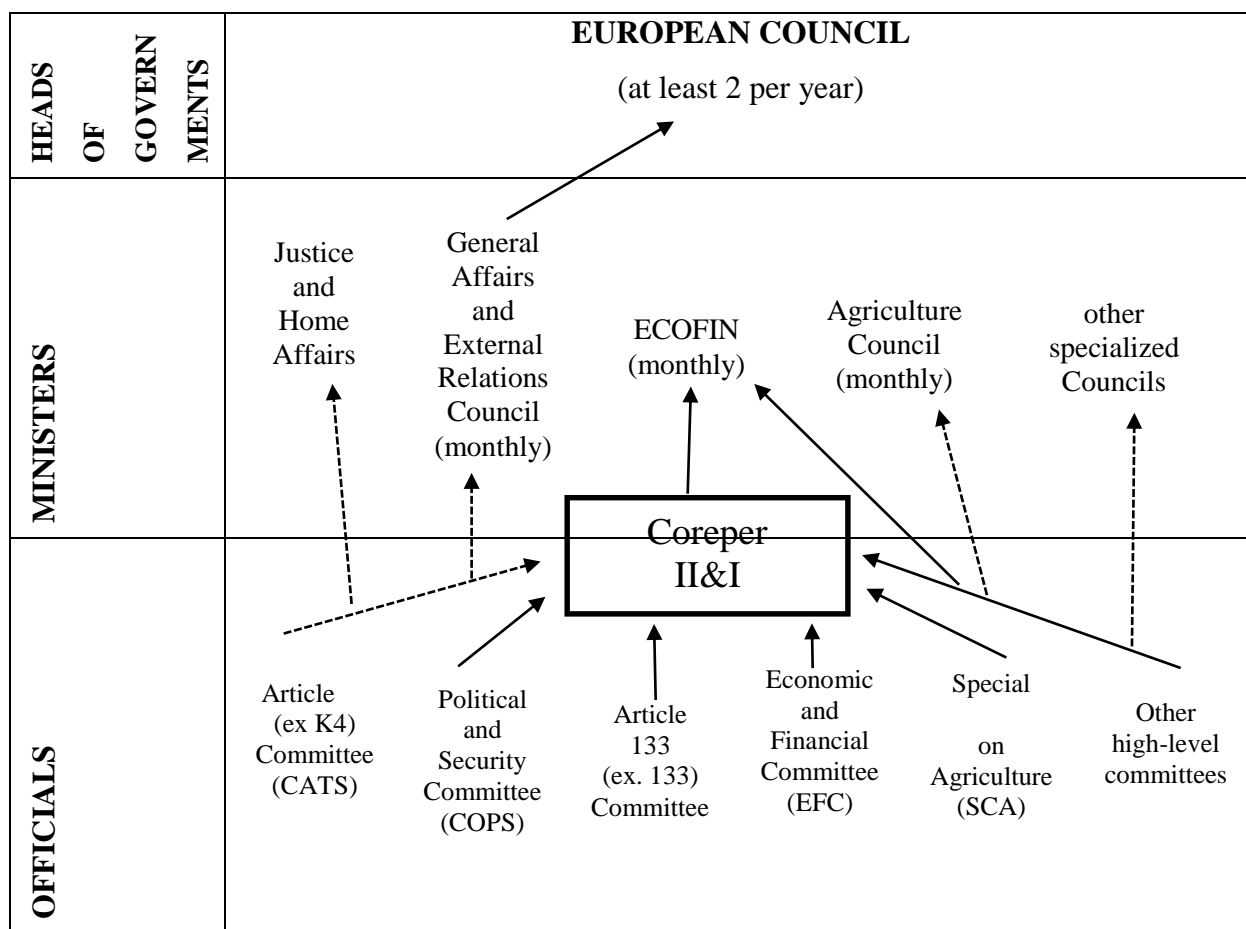 HEADS
OF
GOVERN
MENTS
EUROPEAN COUNCIL
(at least 2 per year)
MINISTERS
Justice
and
Home
Affairs
General
Affairs
and
External
Relations
Council
(monthly)
ECOFIN
(monthly)
Agriculture
Council
(monthly)
other
specialized
Councils
Coreper
II&I
OFFICIALS
Article
(ex K4)
Committee
(CATS)
Political
and
Security
Committee
(COPS)
Article
133
(ex. 133)
Committee
Economic
and
Financial
Committee
(EFC)
Special
on
Agriculture
(SCA)
Other
high-level
committees